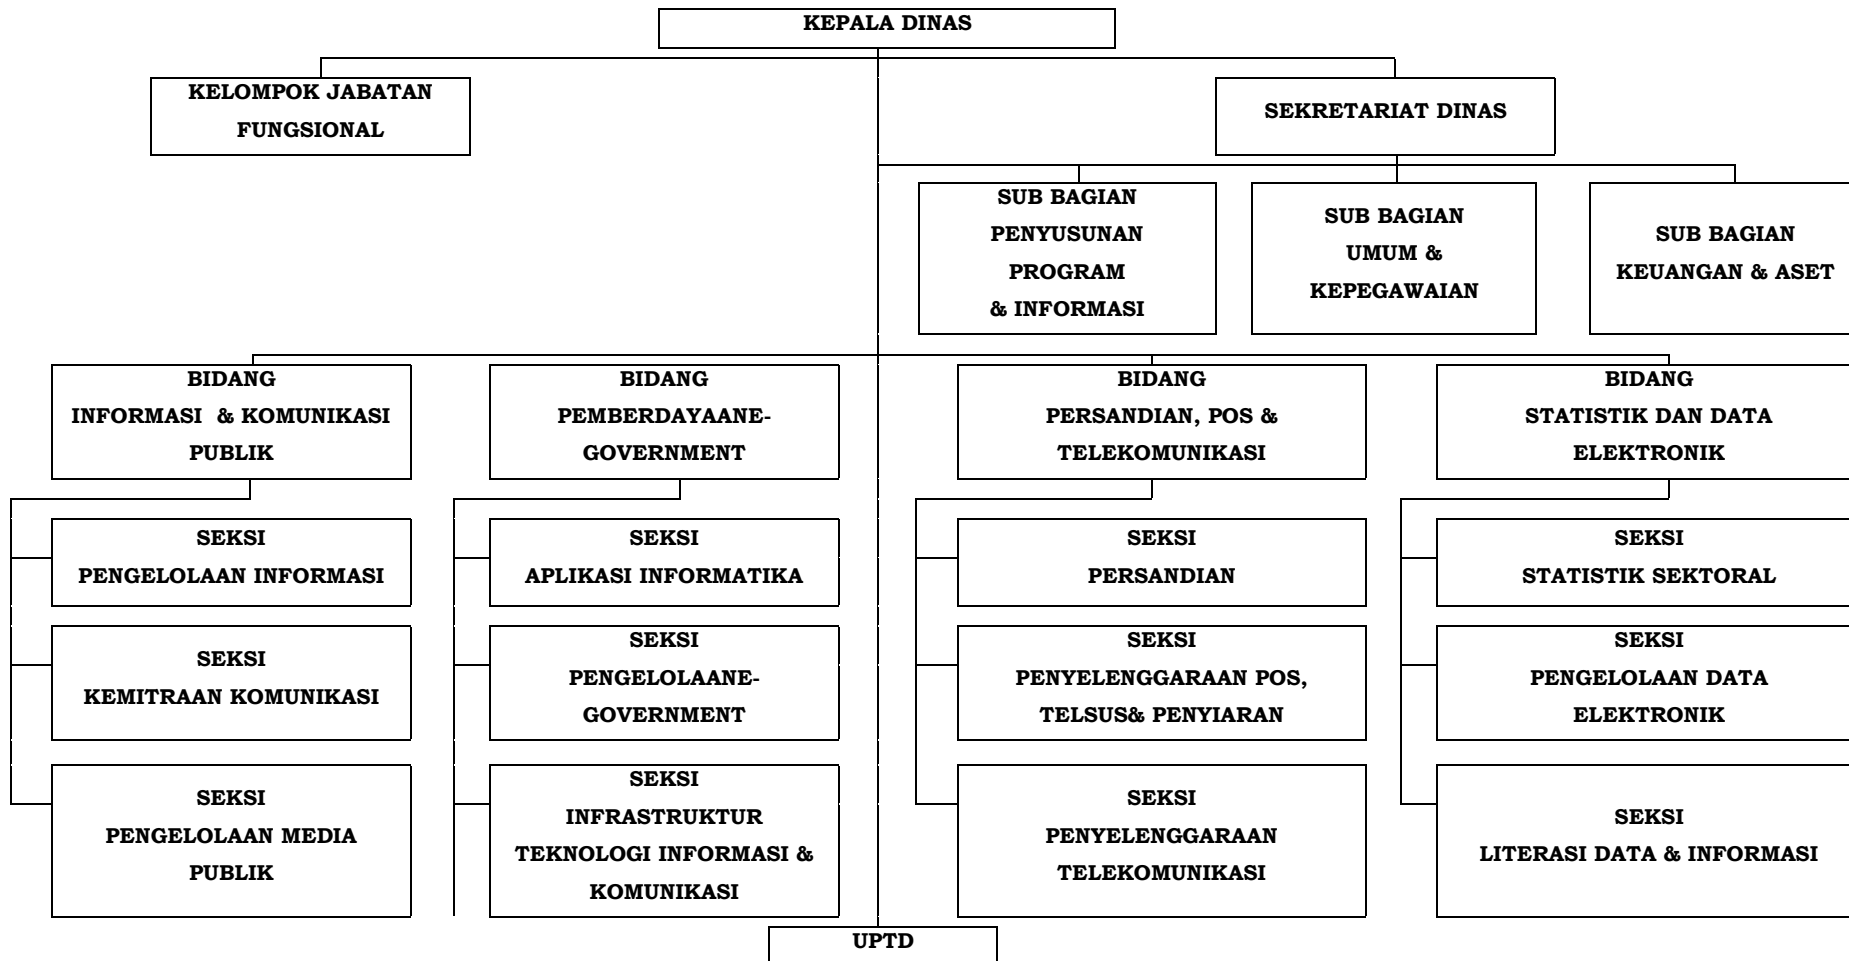 KEPALA DINAS
KELOMPOK JABATAN
FUNGSIONAL
SEKRETARIAT DINAS
SUB BAGIAN
PENYUSUNAN
PROGRAM
& INFORMASI
SUB BAGIAN
UMUM &
KEPEGAWAIAN
SUB BAGIAN
KEUANGAN & ASET
BIDANG
INFORMASI & KOMUNIKASI
PUBLIK
BIDANG
PEMBERDAYAANE-
GOVERNMENT
BIDANG
PERSANDIAN, POS &
TELEKOMUNIKASI
BIDANG
STATISTIK DAN DATA
ELEKTRONIK
SEKSI
PENGELOLAAN INFORMASI
SEKSI
APLIKASI INFORMATIKA
SEKSI
PERSANDIAN
SEKSI
STATISTIK SEKTORAL
SEKSI
KEMITRAAN KOMUNIKASI
SEKSI
PENGELOLAANE-
GOVERNMENT
SEKSI
PENYELENGGARAAN POS,
TELSUS& PENYIARAN
SEKSI
PENGELOLAAN DATA
ELEKTRONIK
SEKSI
PENGELOLAAN MEDIA
PUBLIK
SEKSI
INFRASTRUKTUR
TEKNOLOGI INFORMASI &
KOMUNIKASI
SEKSI
PENYELENGGARAAN
TELEKOMUNIKASI
SEKSI
LITERASI DATA & INFORMASI
UPTD